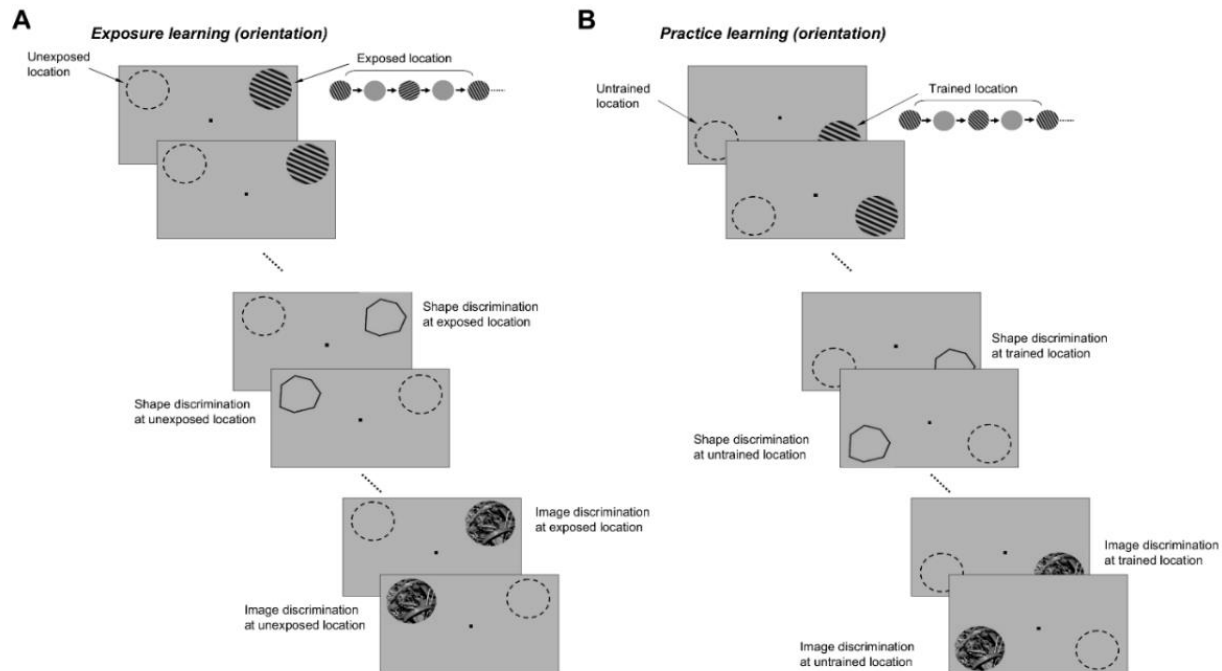 A
Exposure learning (orientation)
Unexposed
location
Exposed location
Shape discrimination
at exposed location
Shape discrimination
at unexposed location
Image discrimination
at exposed location
Image discrimination
at unexposed location
B
Practice learning (orientation)
Untrained
location
Trained location
Shape discrimination
at trained location
Shape discrimination
at untrained location
Image discrimination
at trained location
Image discrimination
at untrained location